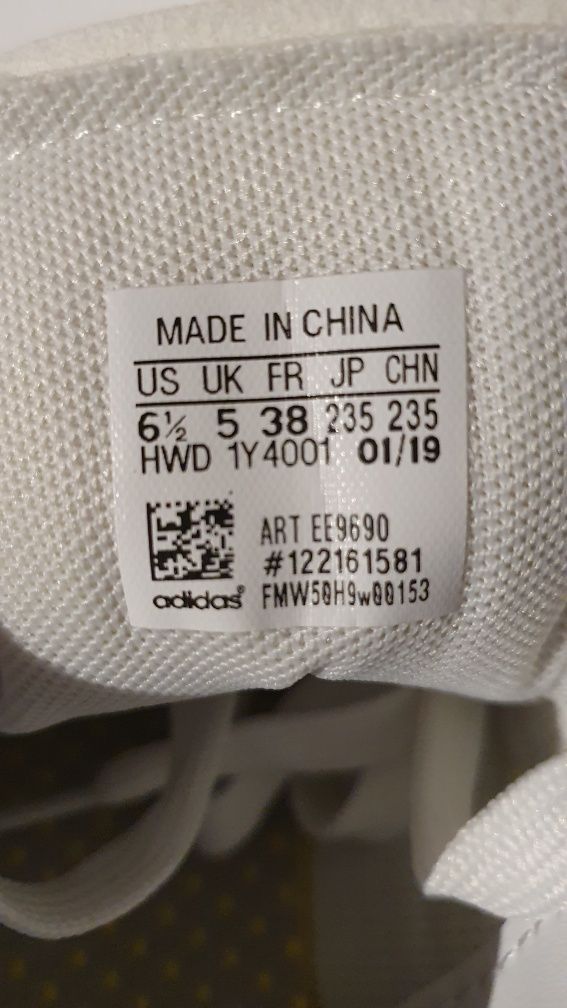 MADE IN CHINA
US UK FR JP CHN
6½ 5 38 235 235
HWD 1Y4001 01/19
ART EE9690
#122161581
adidas® FMW50H9w00153